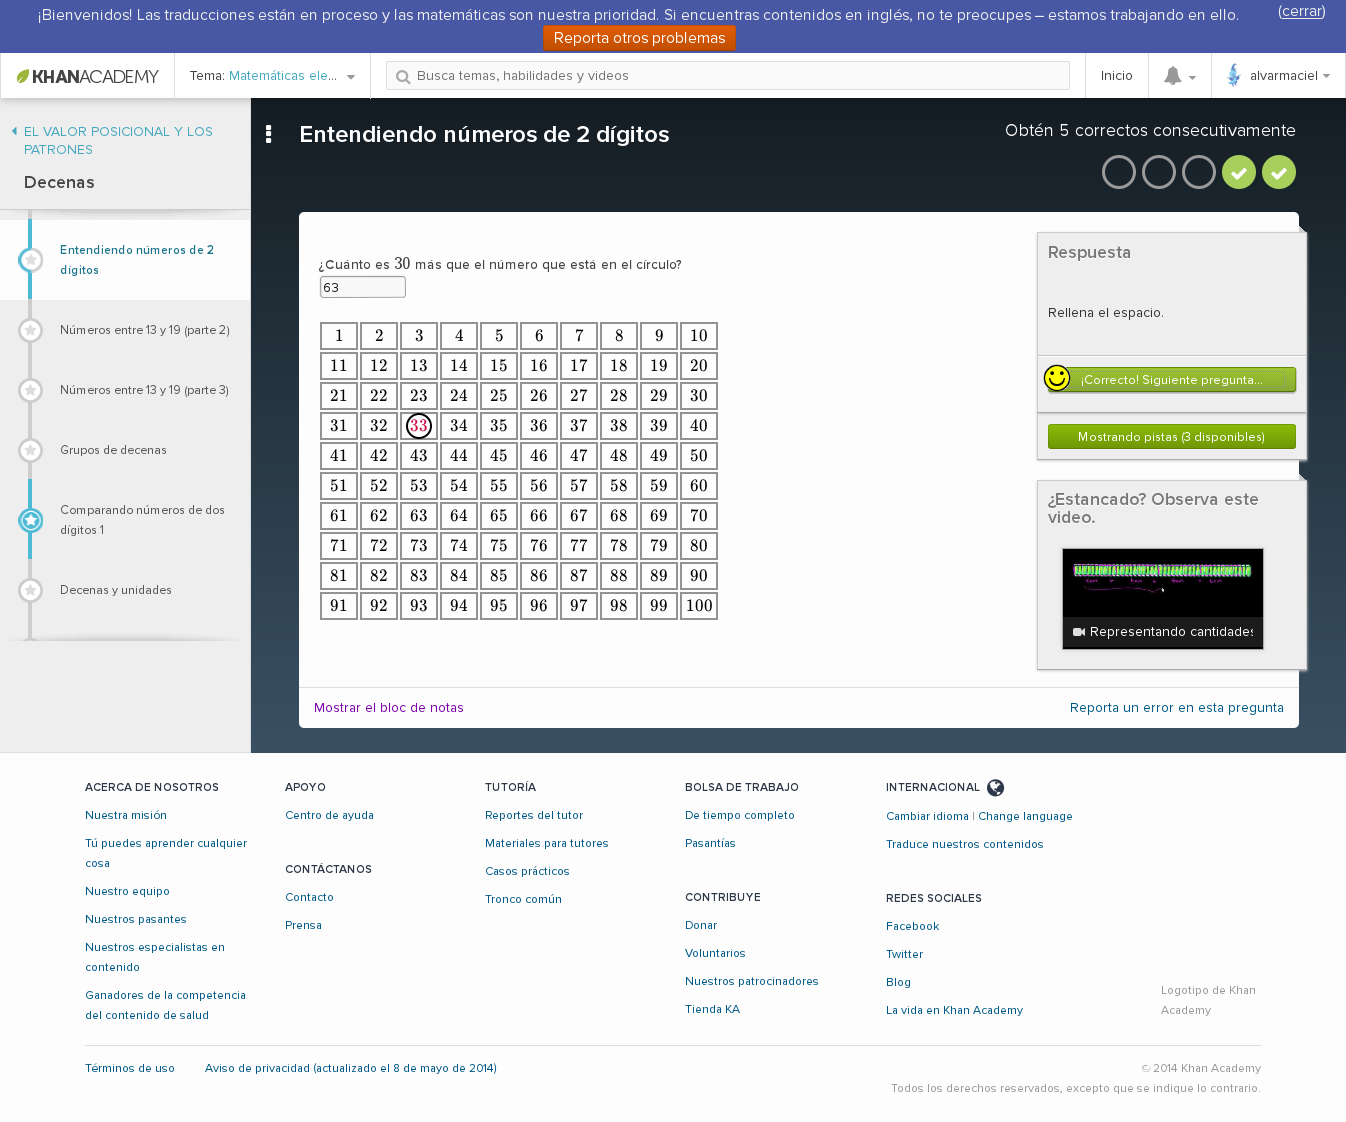 ¡Bienvenidos! Las traducciones están en proceso y las matemáticas son nuestra prioridad. Si encuentras contenidos en inglés, no te preocupes – estamos trabajando en ello.
(cerrar)
Reporta otros problemas
KHANACADEMY
Tema: Matemáticas ele...
Busca temas, habilidades y videos
Inicio
alvarmaciel
EL VALOR POSICIONAL Y LOS
PATRONES
Decenas
Entendiendo números de 2
dígitos
Números entre 13 y 19 (parte 2)
Números entre 13 y 19 (parte 3)
Grupos de decenas
Comparando números de dos
dígitos 1
Decenas y unidades
Entendiendo números de 2 dígitos
Obtén 5 correctos consecutivamente
¿Cuánto es 30 más que el número que está en el círculo?
63
1 2 3 4 5 6 7 8 9 10
11 12 13 14 15 16 17 18 19 20
21 22 23 24 25 26 27 28 29 30
31 32 33 34 35 36 37 38 39 40
41 42 43 44 45 46 47 48 49 50
51 52 53 54 55 56 57 58 59 60
61 62 63 64 65 66 67 68 69 70
71 72 73 74 75 76 77 78 79 80
81 82 83 84 85 86 87 88 89 90
91 92 93 94 95 96 97 98 99 100
Respuesta
Rellena el espacio.
¡Correcto! Siguiente pregunta...
Mostrando pistas (3 disponibles)
¿Estancado? Observa este
video.
Representando cantidades
Mostrar el bloc de notas
Reporta un error en esta pregunta
ACERCA DE NOSOTROS
Nuestra misión
Tú puedes aprender cualquier
cosa
Nuestro equipo
Nuestros pasantes
Nuestros especialistas en
contenido
Ganadores de la competencia
del contenido de salud
APOYO
Centro de ayuda
CONTÁCTANOS
Contacto
Prensa
TUTORÍA
Reportes del tutor
Materiales para tutores
Casos prácticos
Tronco común
BOLSA DE TRABAJO
De tiempo completo
Pasantías
CONTRIBUYE
Donar
Voluntarios
Nuestros patrocinadores
Tienda KA
INTERNACIONAL
Cambiar idioma | Change language
Traduce nuestros contenidos
REDES SOCIALES
Facebook
Twitter
Blog
La vida en Khan Academy
Logotipo de Khan
Academy
Términos de uso
Aviso de privacidad (actualizado el 8 de mayo de 2014)
© 2014 Khan Academy
Todos los derechos reservados, excepto que se indique lo contrario.